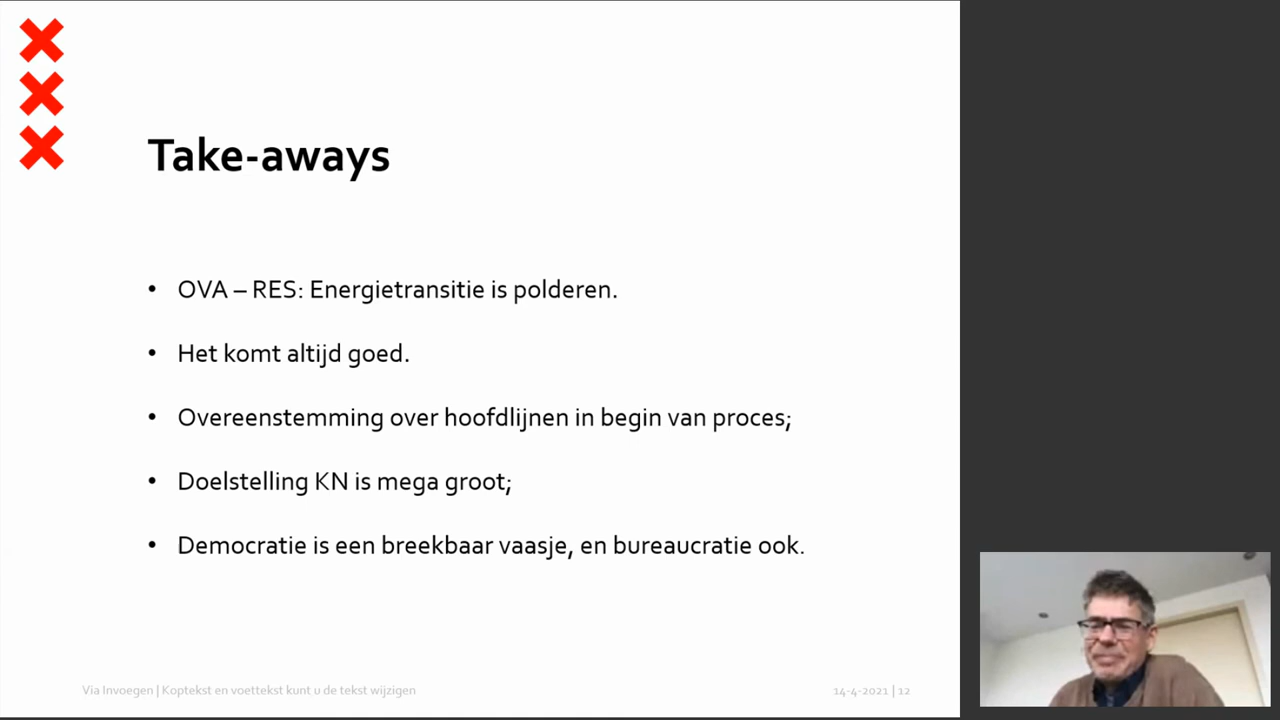 Take-aways
• OVA – RES: Energietransitie is polderen.
• Het komt altijd goed.
• Overeenstemming over hoofdlijnen in begin van proces;
• Doelstelling KN is mega groot;
• Democratie is een breekbaar vaasje, en bureaucratie ook.
Via Invoegen | Koptekst en voettekst kunt u de tekst wijzigen
14-4-2021 | 12